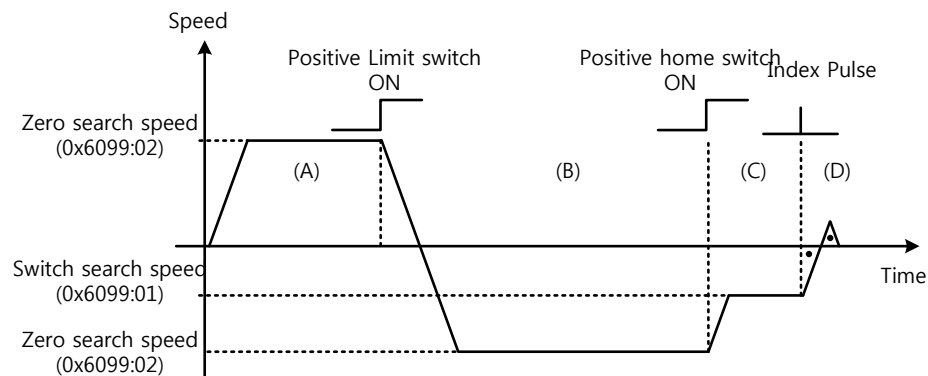 Speed
Positive Limit switch
ON
Positive home switch
ON
Index Pulse
Zero search speed
(0x6099:02)
(A)
(B)
(C)
(D)
Switch search speed
(0x6099:01)
Time
Zero search speed
(0x6099:02)